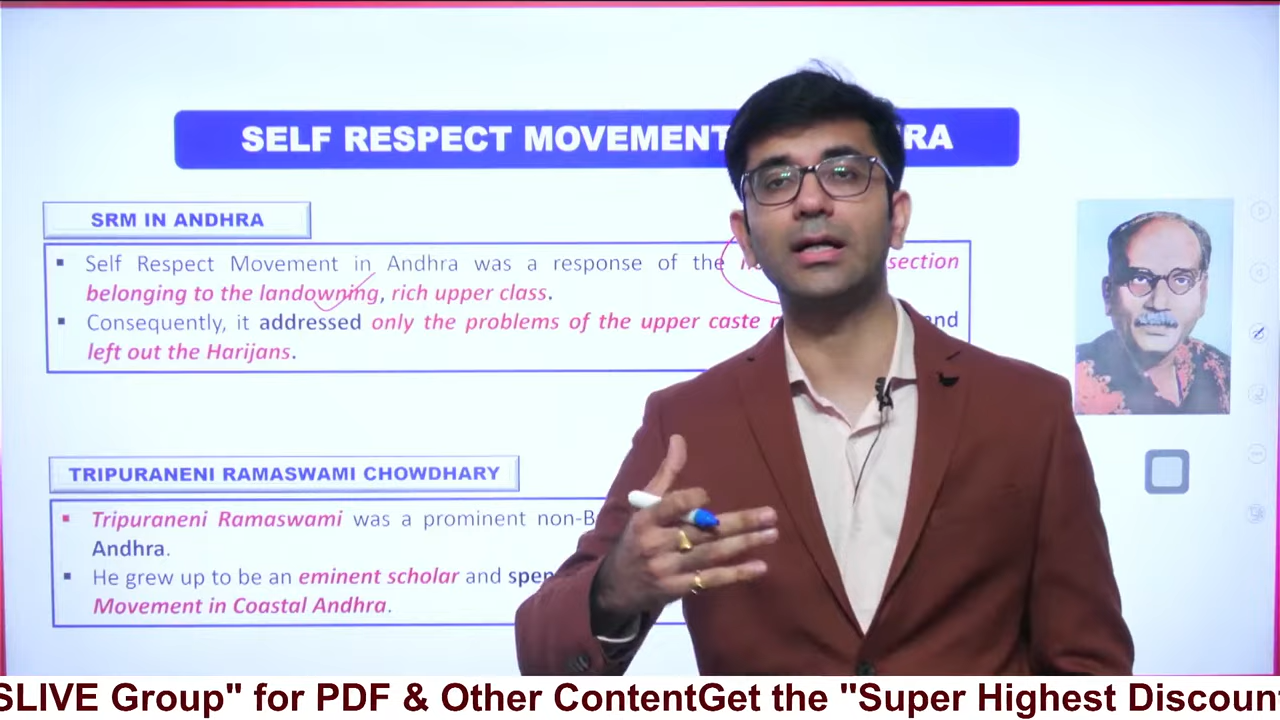 SELF RESPECT MOVEMENT RA
SRM IN ANDHRA
▪ Self Respect Movement in Andhra was a response of the section
belonging to the landowning, rich upper class.
▪ Consequently, it addressed only the problems of the upper caste and
left out the Harijans.
TRIPURANENI RAMASWAMI CHOWDHARY
▪ Tripuraneni Ramaswami was a prominent non-B
Andhra.
▪ He grew up to be an eminent scholar and spen
Movement in Coastal Andhra.
SLIVE Group" for PDF & Other ContentGet the "Super Highest Discoun